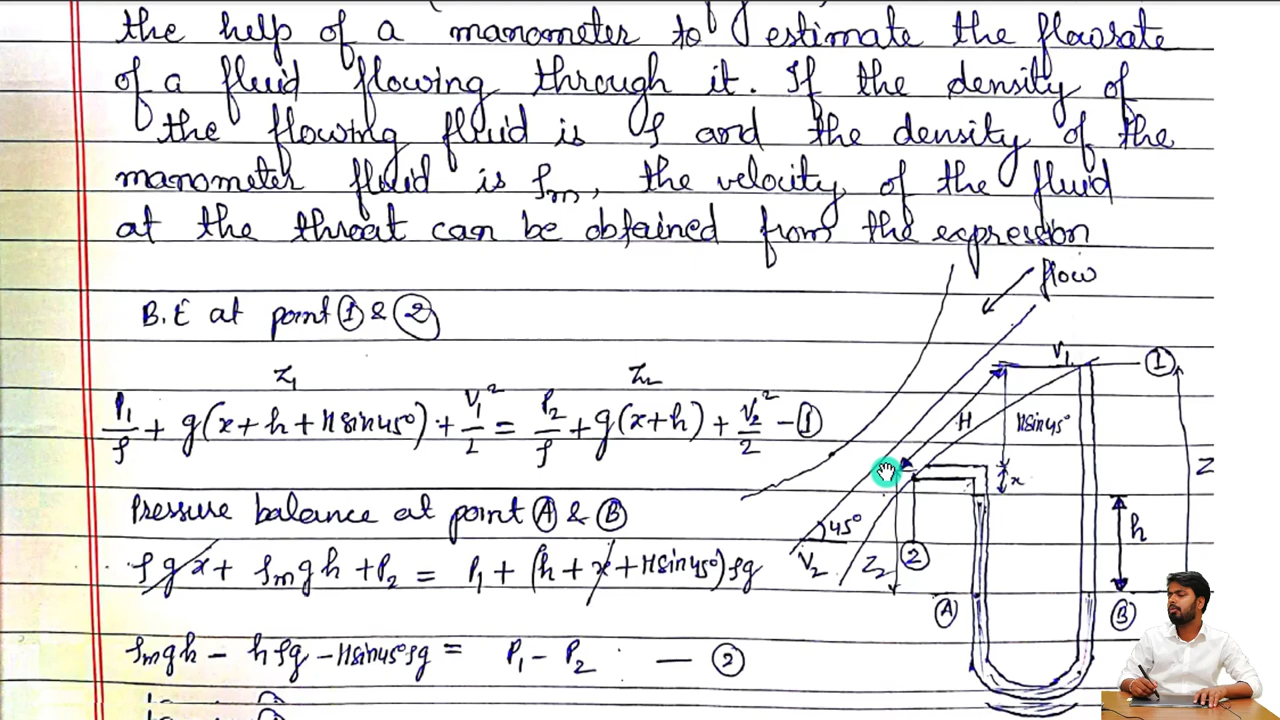 the help of a manometer to estimate the flowrate
of a fluid flowing through it. If the density of
the flowing fluid is ρ and the density of the
manometer fluid is ρm, the velocity of the fluid
at the throat can be obtained from the expression
flow
B.E at point ① & ②
V1
①
Z1
Z2
P1/ρ + g(x+h+Hsin45°) + V1²/2 = P2/ρ + g(x+h) + V2²/2 — ①
H
Hsin45°
x
Z
Pressure balance at point Ⓐ & Ⓑ
45°
h
V2
Z2
②
ρgx + ρmgh + P2 = P1 + (h+x+Hsin45°)ρg
Ⓐ
Ⓑ
ρmgh - hρg - Hsin45°ρg = P1 - P2 — ②